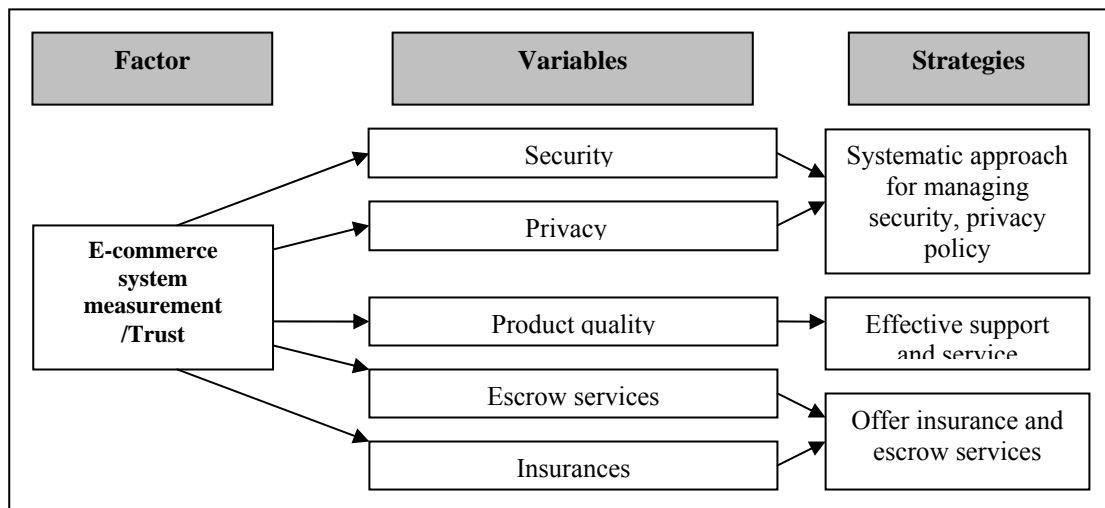 Factor
Variables
Strategies
Security
Privacy
Product quality
Escrow services
Insurances
E-commerce
system
measurement
/Trust
Systematic approach
for managing
security, privacy
policy
Effective support
and service
Offer insurance and
escrow services